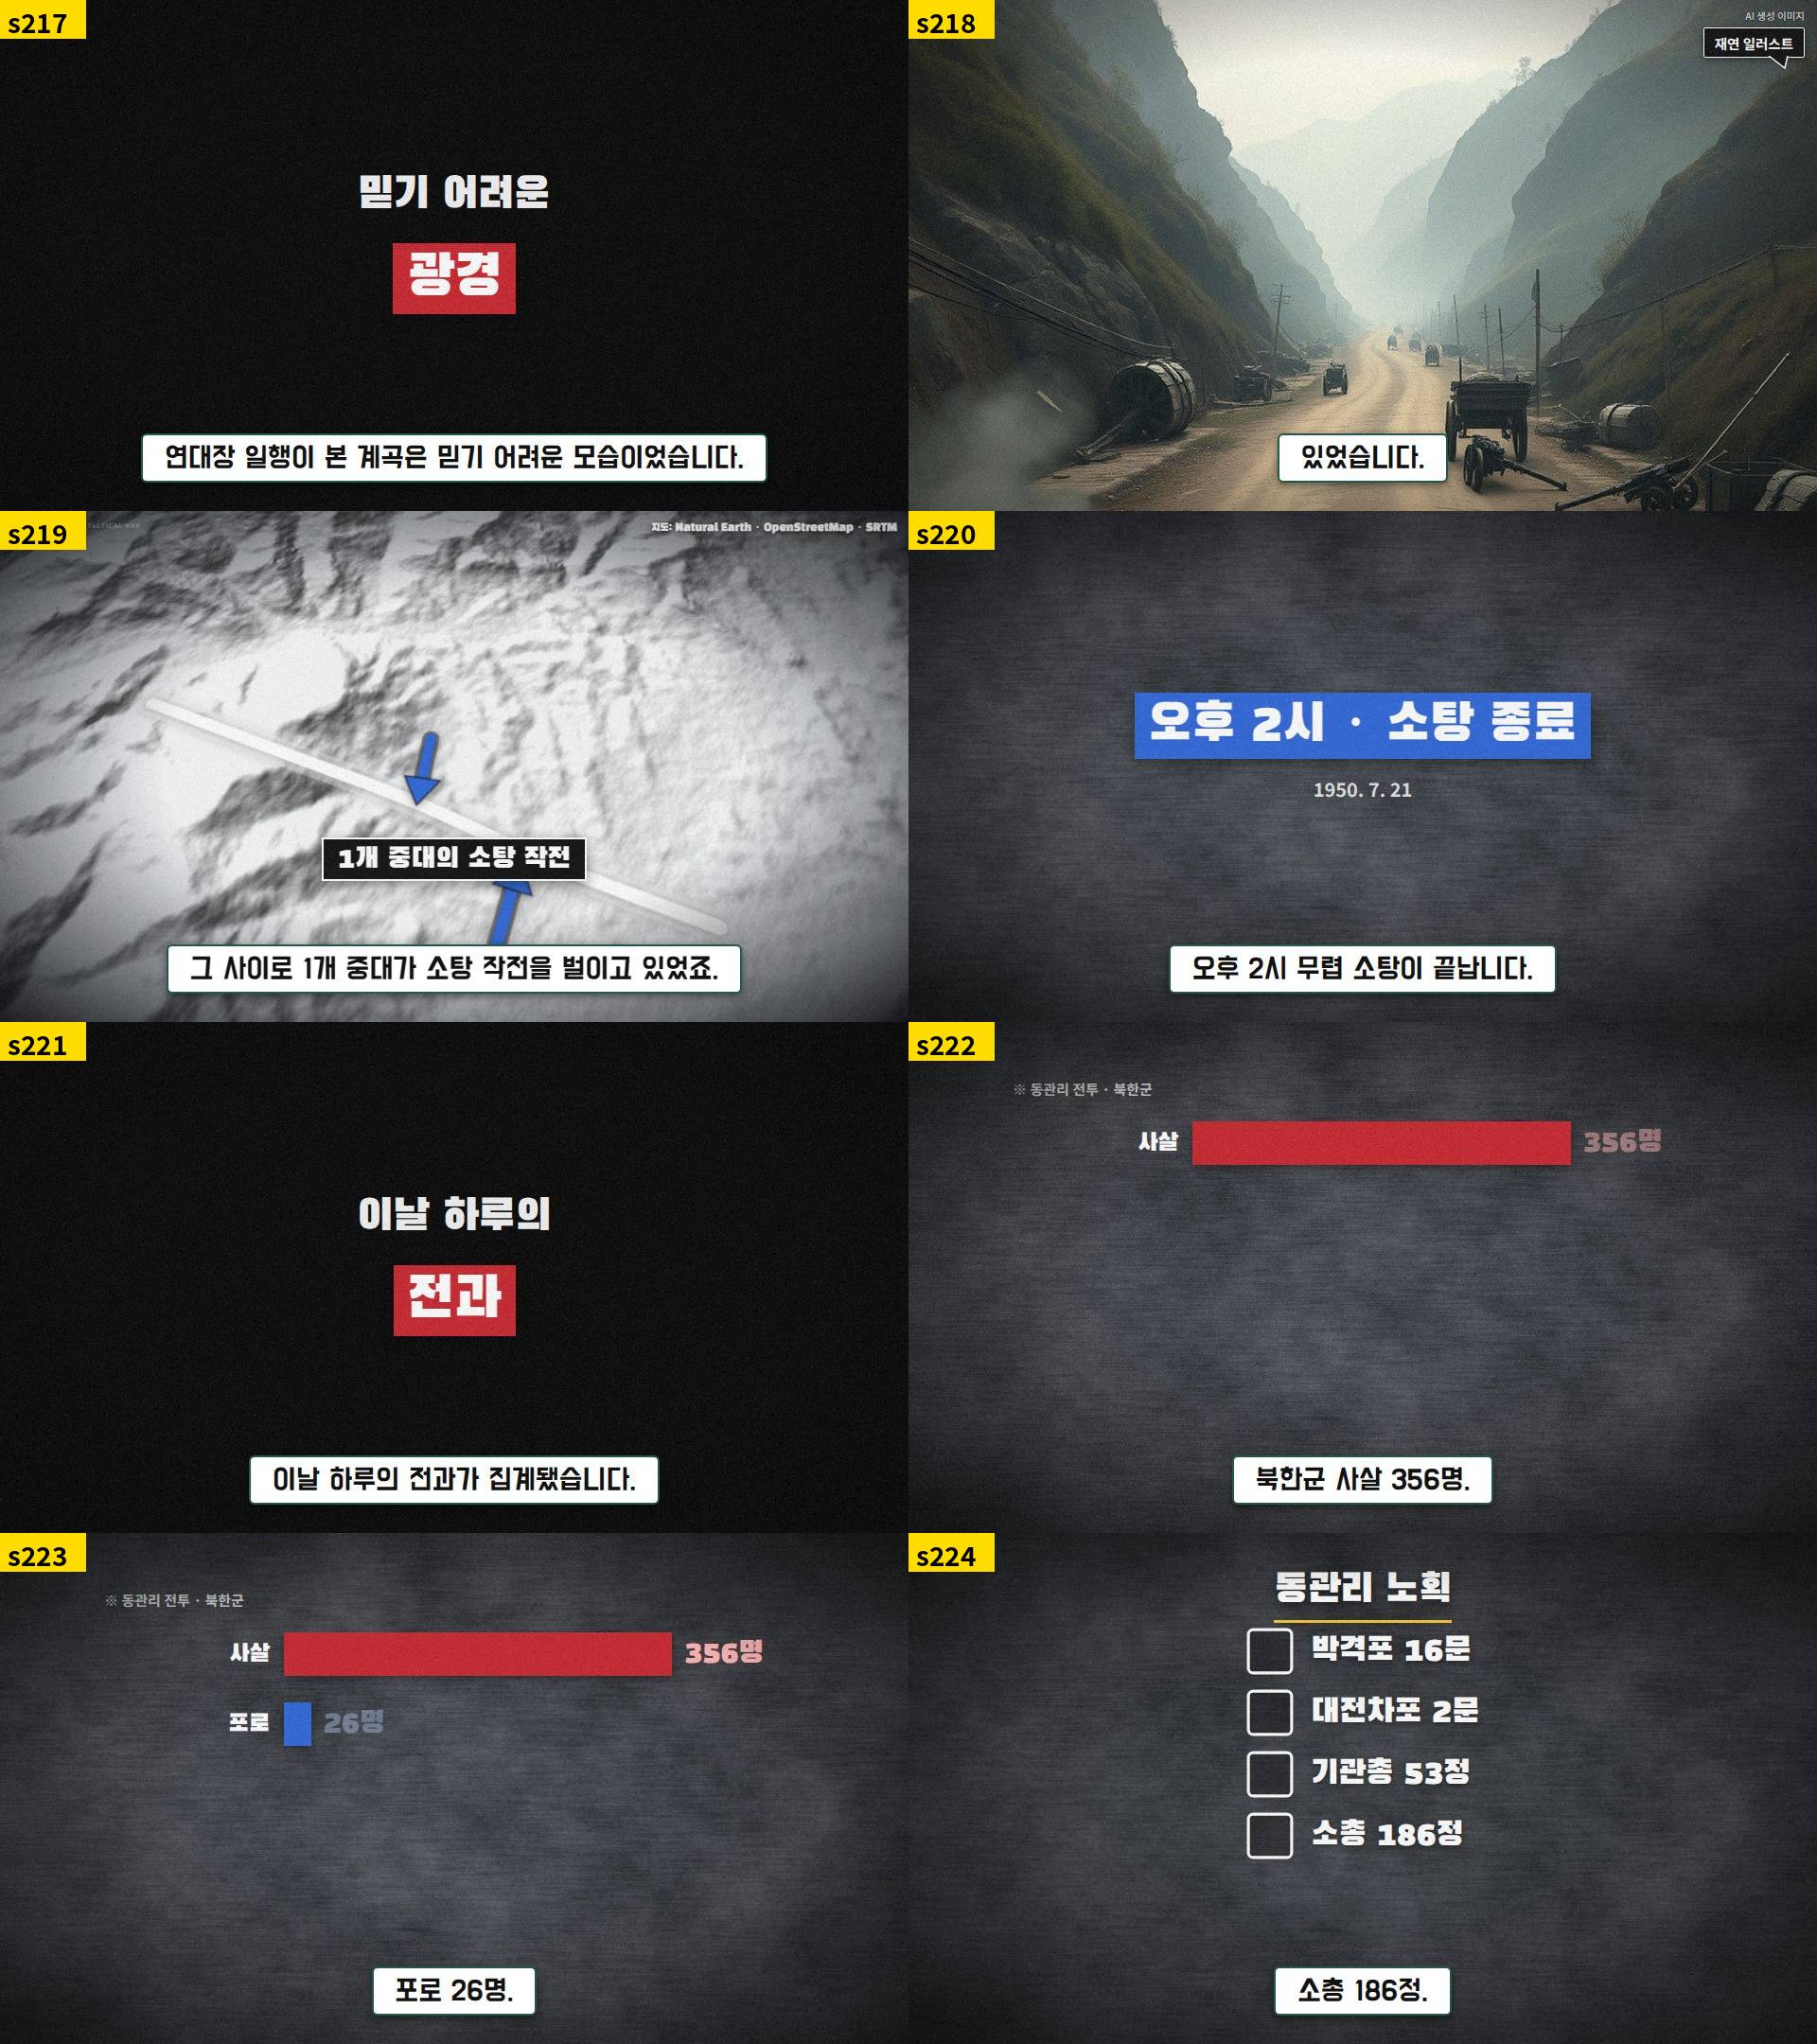 s217
믿기 어려운
광경
연대장 일행이 본 계곡은 믿기 어려운 모습이었습니다.
s218
AI 생성 이미지
재연 일러스트
있었습니다.
s219
TACTICAL MAP
지도: Natural Earth · OpenStreetMap · SRTM
1개 중대의 소탕 작전
그 사이로 1개 중대가 소탕 작전을 벌이고 있었죠.
s220
오후 2시 · 소탕 종료
1950. 7. 21
오후 2시 무렵 소탕이 끝납니다.
s221
이날 하루의
전과
이날 하루의 전과가 집계됐습니다.
s222
※ 동관리 전투 · 북한군
사살 356명
북한군 사살 356명.
s223
※ 동관리 전투 · 북한군
사살 356명
포로 26명
포로 26명.
s224
동관리 노획
박격포 16문
대전차포 2문
기관총 53정
소총 186정
소총 186정.